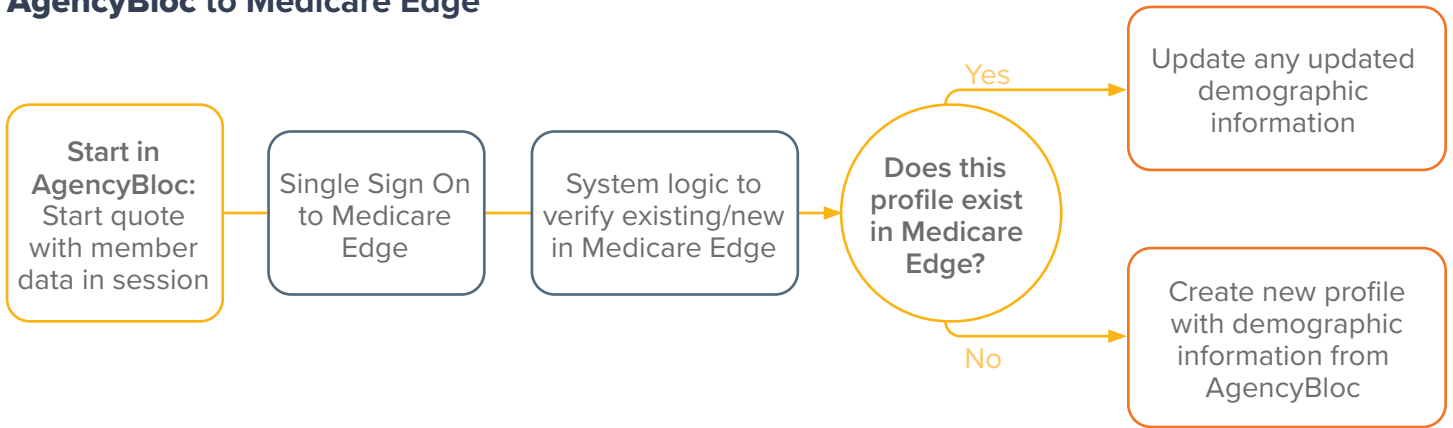 AgencyBloc to Medicare Edge
Start in
AgencyBloc:
Start quote
with member
data in session
Single Sign On
to Medicare
Edge
System logic to
verify existing/new
in Medicare Edge
Does this
profile exist
in Medicare
Edge?
Yes
Update any updated
demographic
information
No
Create new profile
with demographic
information from
AgencyBloc